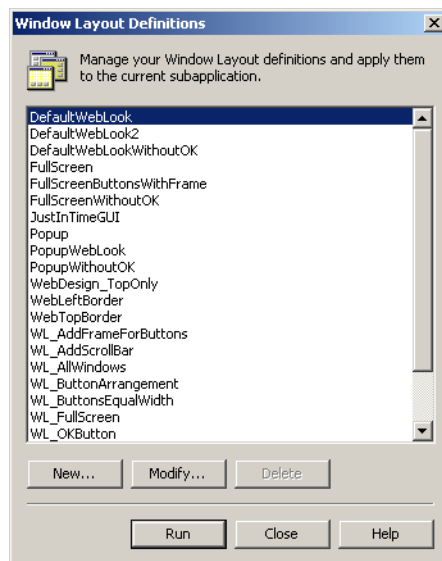 Window Layout Definitions
Manage your Window Layout definitions and apply them
to the current subapplication.
DefaultWebLook
DefaultWebLook2
DefaultWebLookWithoutOK
FullScreen
FullScreenButtonsWithFrame
FullScreenWithoutOK
JustInTimeGUI
Popup
PopupWebLook
PopupWithoutOK
WebDesign_TopOnly
WebLeftBorder
WebTopBorder
WL_AddFrameForButtons
WL_AddScrollBar
WL_AllWindows
WL_ButtonArrangement
WL_ButtonsEqualWidth
WL_FullScreen
WL_OKButton
New... Modify... Delete
Run Close Help